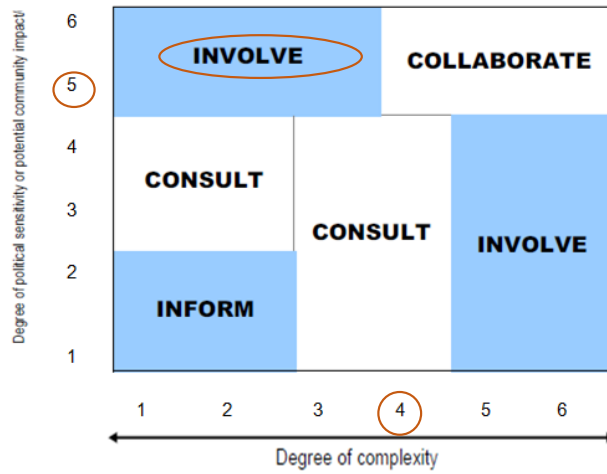 Degree of political sensitivity or potential community impact/
6
5
4
3
2
1
INVOLVE
COLLABORATE
CONSULT
CONSULT
INVOLVE
INFORM
1 2 3 4 5 6
Degree of complexity